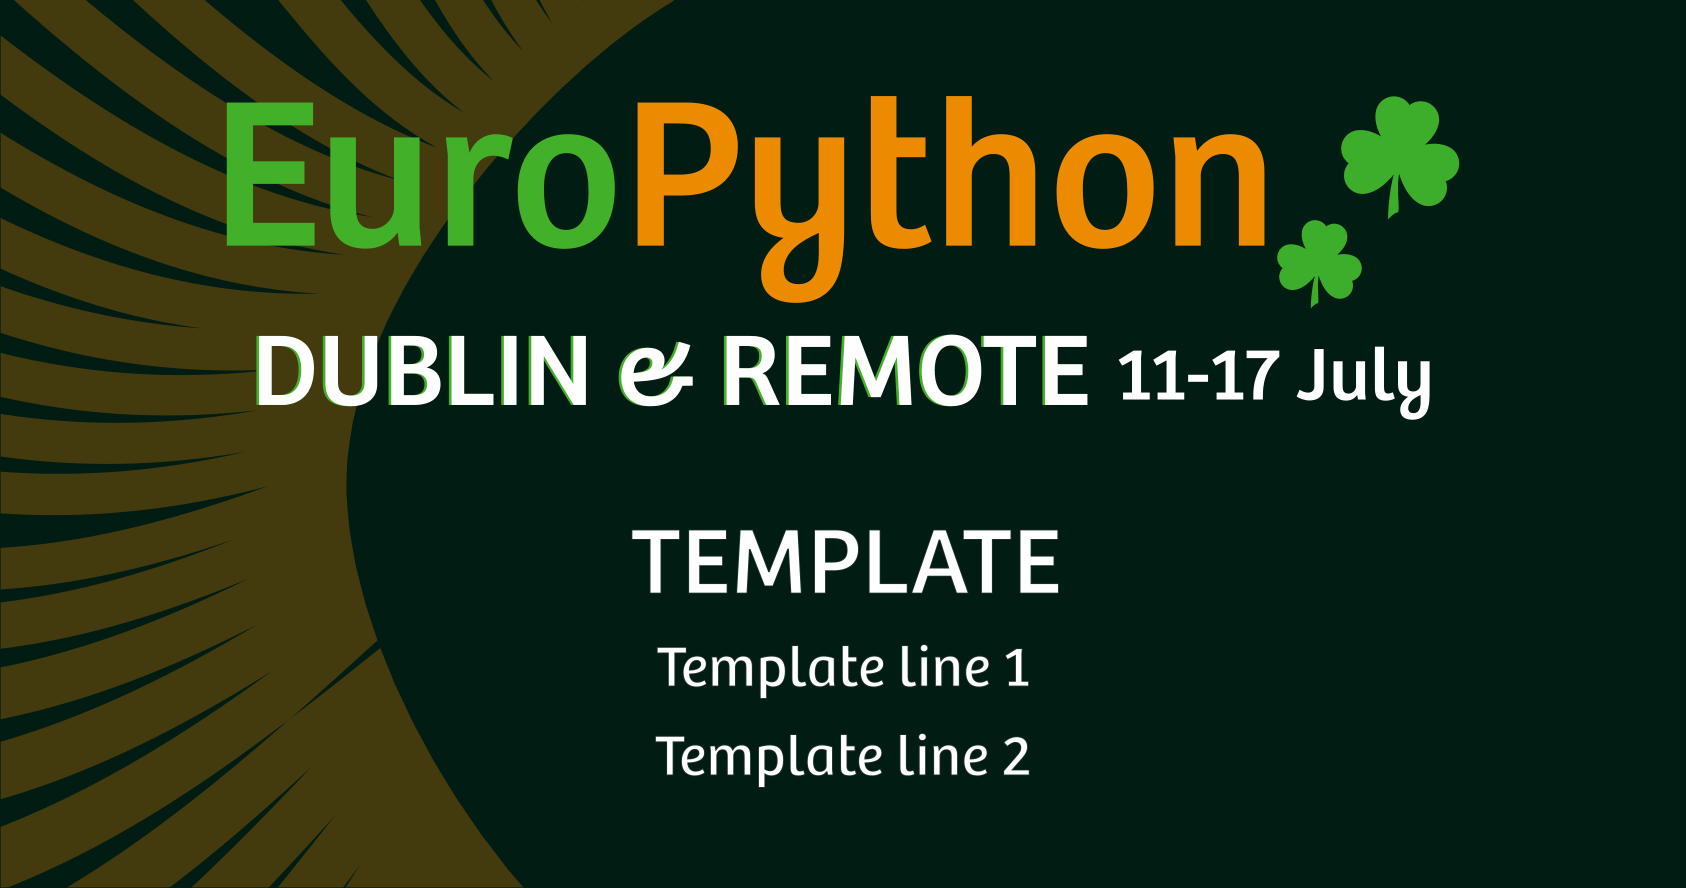 EuroPython
DUBLIN & REMOTE 11-17 July
TEMPLATE
Template line 1
Template line 2